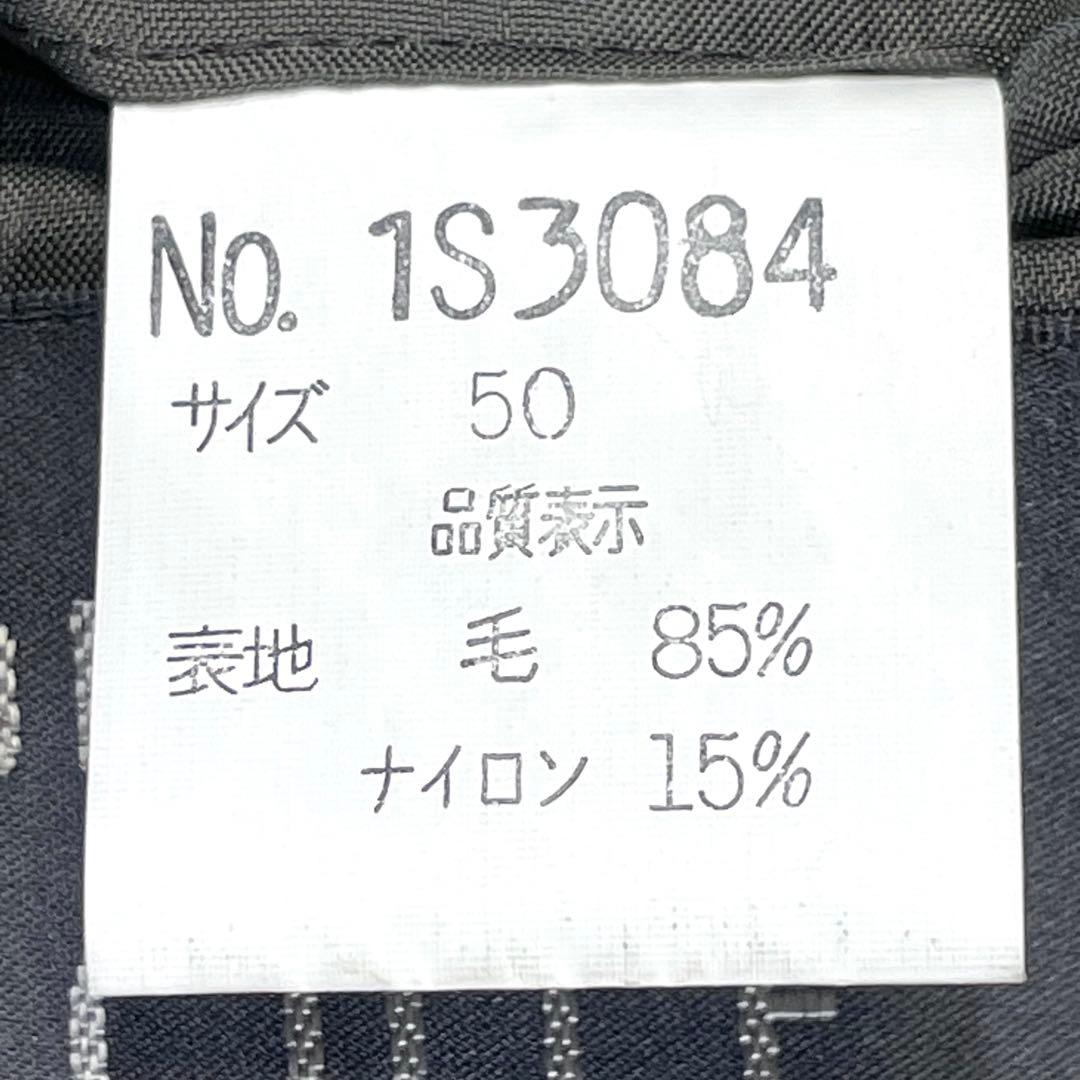 No. 1S3084
サイズ 50
品質表示
表地 毛 85%
ナイロン 15%